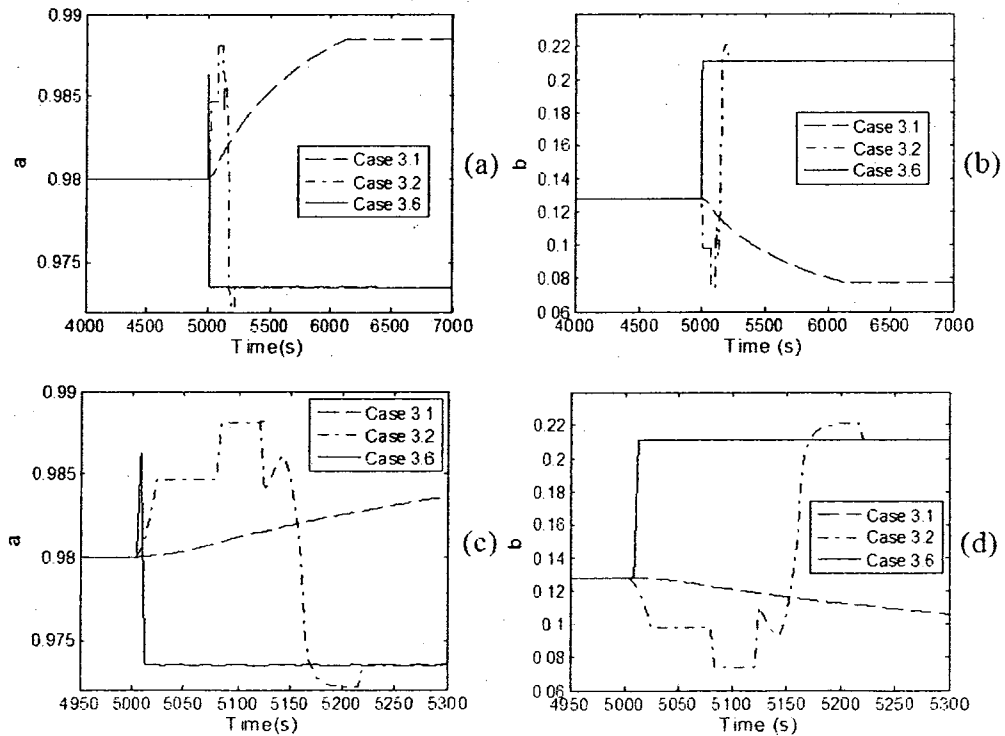 0.99
0.985
0.98
0.975
a
4000 4500 5000 5500 6000 6500 7000
Time(s)
Case 3.1
Case 3.2
Case 3.6
(a)
0.22
0.2
0.18
0.16
0.14
0.12
0.1
0.08
0.06
b
4000 4500 5000 5500 6000 6500 7000
Time (s)
Case 3.1
Case 3.2
Case 3.6
(b)
0.99
0.985
0.98
0.975
a
4950 5000 5050 5100 5150 5200 5250 5300
Time(s)
Case 3.1
Case 3.2
Case 3.6
(c)
0.22
0.2
0.18
0.16
0.14
0.12
0.1
0.08
0.06
b
4950 5000 5050 5100 5150 5200 5250 5300
Time (s)
Case 3.1
Case 3.2
Case 3.6
(d)